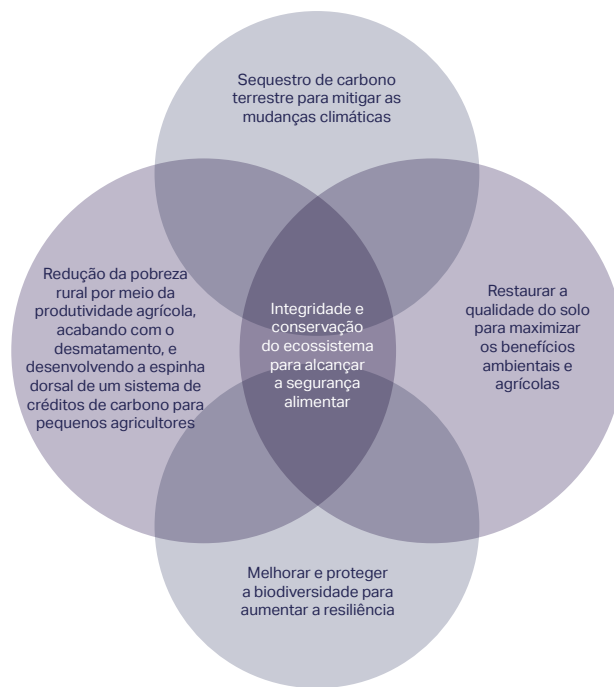 Sequestro de carbono
terrestre para mitigar as
mudanças climáticas
Redução da pobreza
rural por meio da
produtividade agrícola,
acabando com o
desmatamento, e
desenvolvendo a espinha
dorsal de um sistema de
créditos de carbono para
pequenos agricultores
Integridade e
conservação
do ecossistema
para alcançar
a segurança
alimentar
Restaurar a
qualidade do solo
para maximizar
os benefícios
ambientais e
agrícolas
Melhorar e proteger
a biodiversidade para
aumentar a resiliência